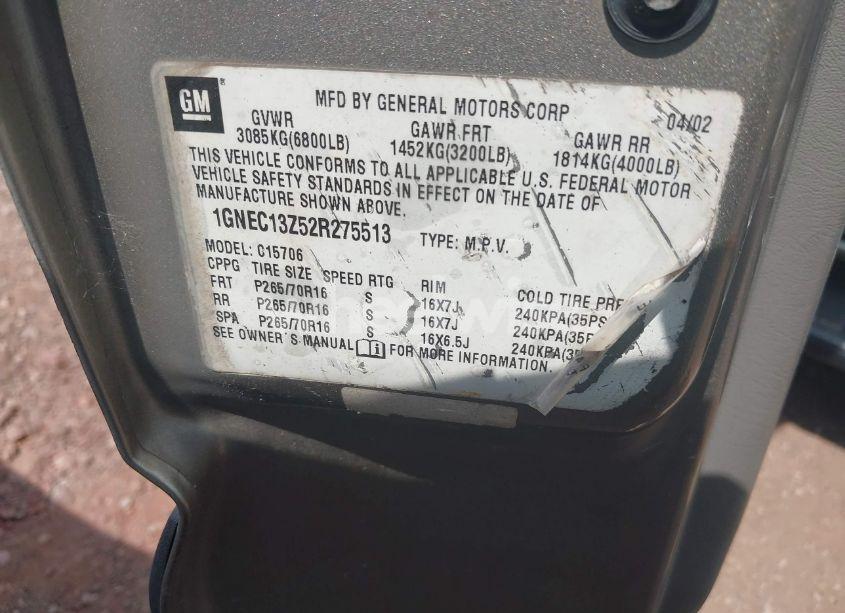 GM
MFD BY GENERAL MOTORS CORP 04/02
GVWR GAWR FRT GAWR RR
3085KG(6800LB) 1452KG(3200LB) 1814KG(4000LB)
THIS VEHICLE CONFORMS TO ALL APPLICABLE U.S. FEDERAL MOTOR
VEHICLE SAFETY STANDARDS IN EFFECT ON THE DATE OF
MANUFACTURE SHOWN ABOVE.
1GNEC13Z52R275513 TYPE: M.P.V.
MODEL: C15706
CPPG TIRE SIZE SPEED RTG RIM COLD TIRE PRE
FRT P265/70R16 S 16X7J 240KPA(35PS
RR P265/70R16 S 16X7J 240KPA(35P
SPA P265/70R16 S 16X6.5J 240KPA(35
SEE OWNER'S MANUAL FOR MORE INFORMATION.